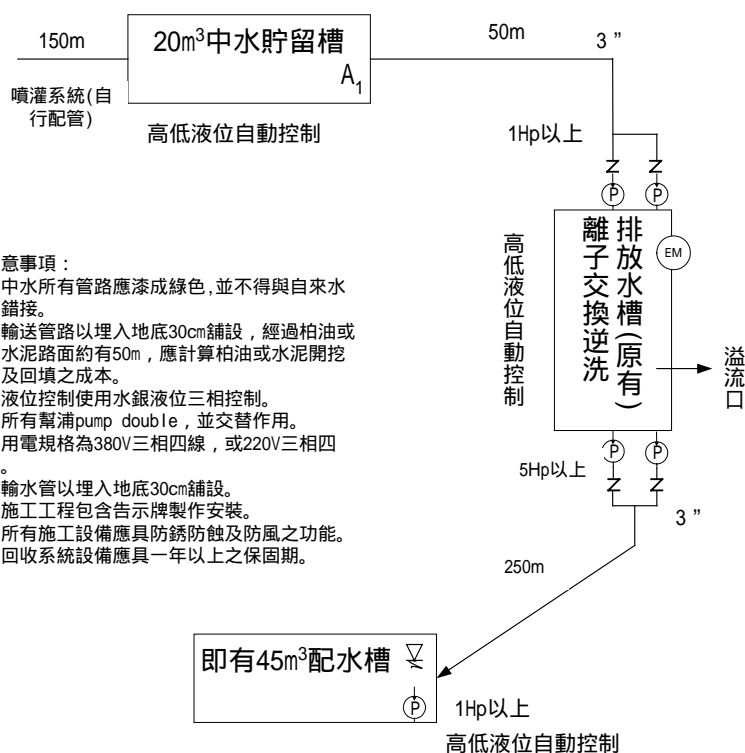 150m
20m³中水貯留槽
A₁
50m
3 ”
噴灌系統(自
行配管)
高低液位自動控制
1Hp以上
P
P
排放水槽(原有)
離子交換逆洗
EM
高低液位自動控制
溢流口
意事項：
中水所有管路應漆成綠色,並不得與自來水
錯接。
輸送管路以埋入地底30cm舖設，經過柏油或
水泥路面約有50m，應計算柏油或水泥開挖
及回填之成本。
液位控制使用水銀液位三相控制。
所有幫浦pump double，並交替作用。
用電規格為380V三相四線，或220V三相四
。
輸水管以埋入地底30cm舖設。
施工工程包含告示牌製作安裝。
所有施工設備應具防銹防蝕及防風之功能。
回收系統設備應具一年以上之保固期。
P
P
5Hp以上
3 ”
250m
即有45m³配水槽
P
1Hp以上
高低液位自動控制